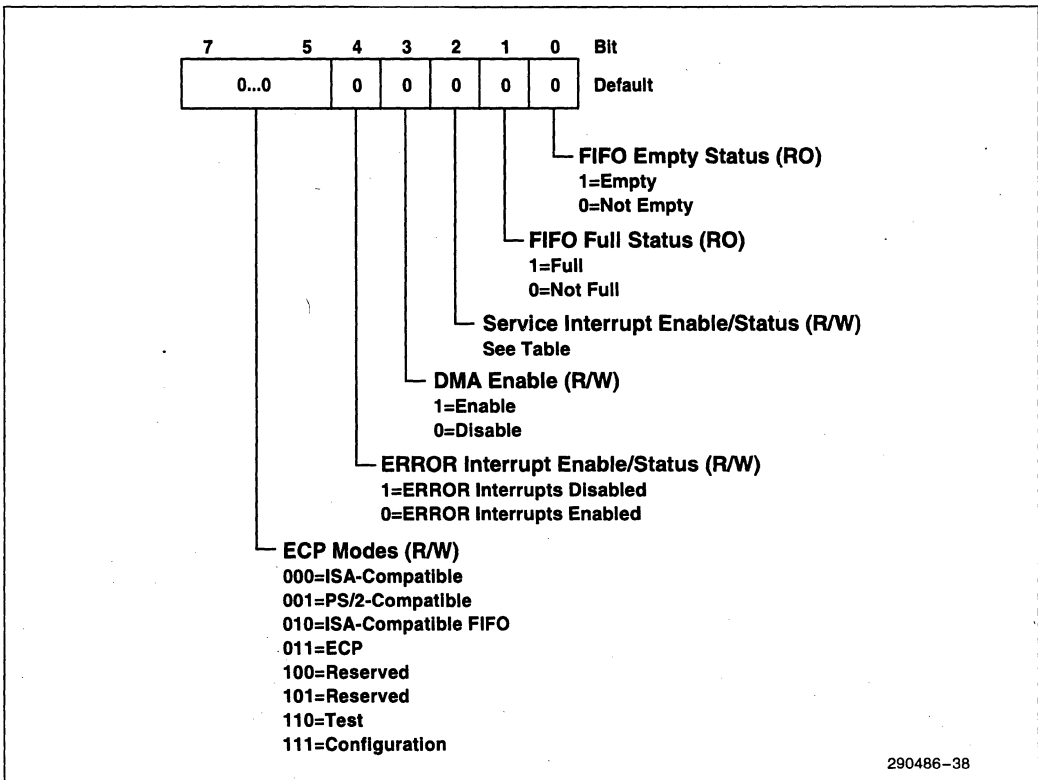 7 5 4 3 2 1 0 Bit
0...0 0 0 0 0 0 Default
FIFO Empty Status (RO)
1=Empty
0=Not Empty
FIFO Full Status (RO)
1=Full
0=Not Full
Service Interrupt Enable/Status (R/W)
See Table
DMA Enable (R/W)
1=Enable
0=Disable
ERROR Interrupt Enable/Status (R/W)
1=ERROR Interrupts Disabled
0=ERROR Interrupts Enabled
ECP Modes (R/W)
000=ISA-Compatible
001=PS/2-Compatible
010=ISA-Compatible FIFO
011=ECP
100=Reserved
101=Reserved
110=Test
111=Configuration
290486-38